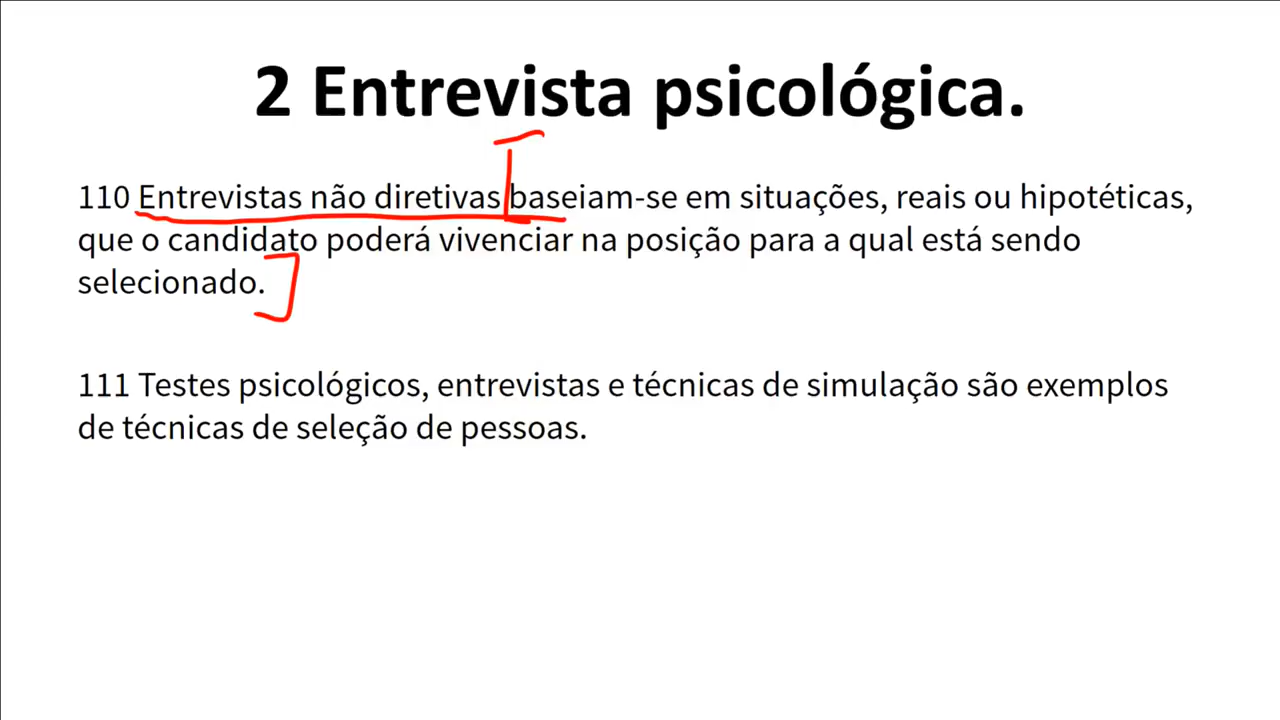 2 Entrevista psicológica.
110 Entrevistas não diretivas baseiam-se em situações, reais ou hipotéticas,
que o candidato poderá vivenciar na posição para a qual está sendo
selecionado.
111 Testes psicológicos, entrevistas e técnicas de simulação são exemplos
de técnicas de seleção de pessoas.